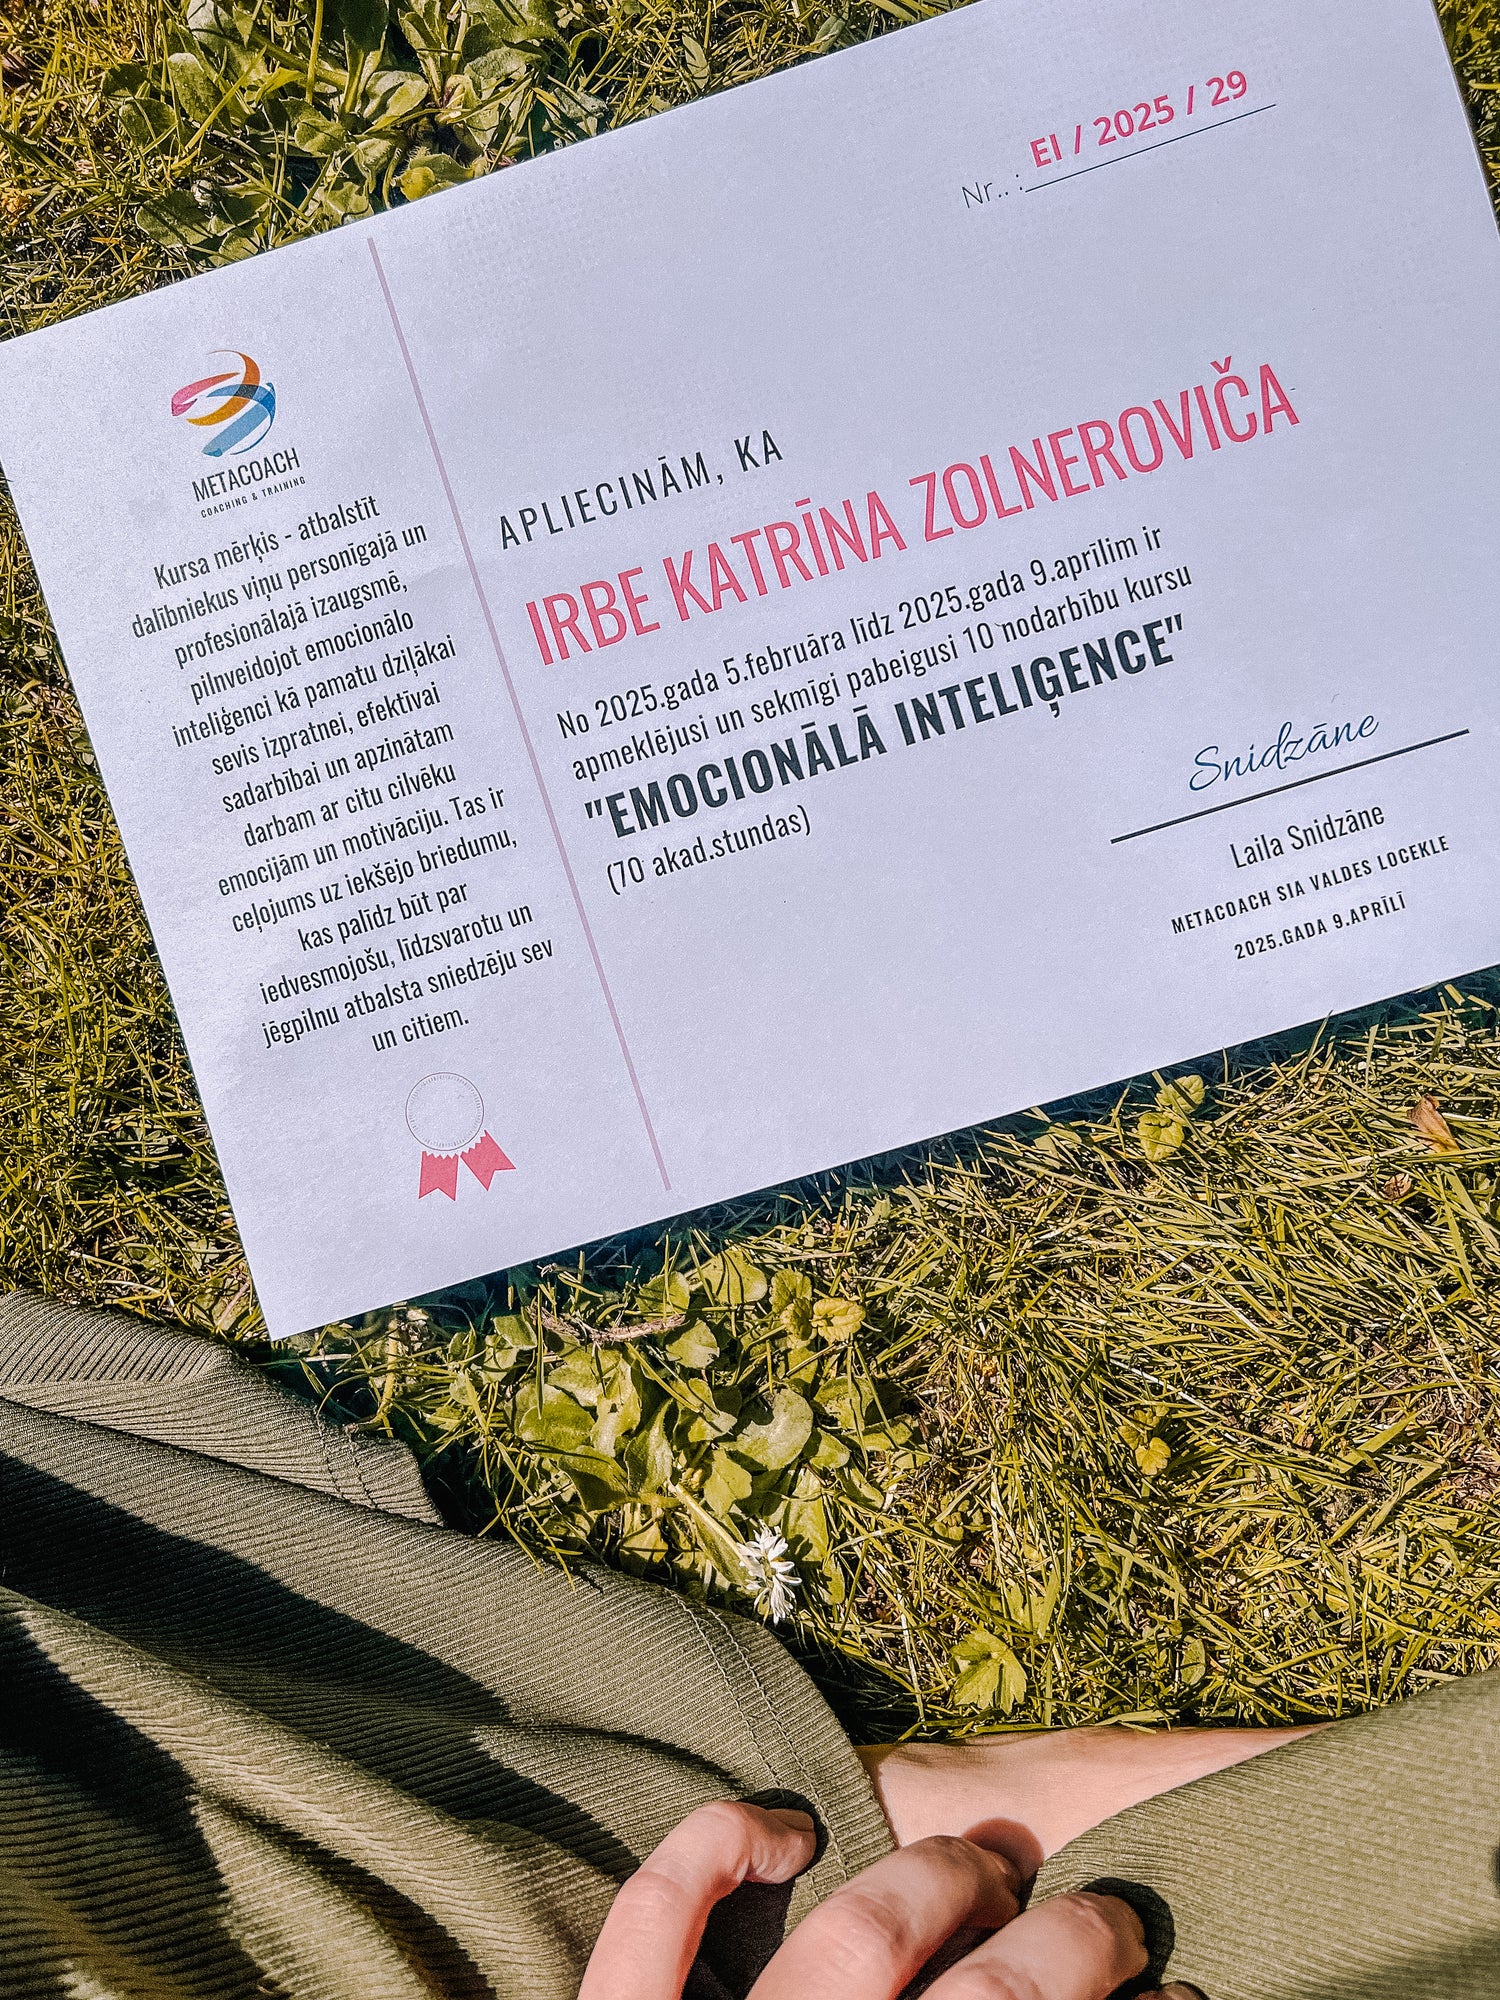 EI / 2025 / 29
Nr.. :
METACOACH
COACHING & TRAINING
Kursa mērķis - atbalstīt
dalībniekus viņu personīgajā un
profesionālajā izaugsmē,
pilnveidojot emocionālo
inteliģenci kā pamatu dziļākai
sevis izpratnei, efektīvai
sadarbībai un apzinātam
darbam ar citu cilvēku
emocijām un motivāciju. Tas ir
ceļojums uz iekšējo briedumu,
kas palīdz būt par
iedvesmojošu, līdzsvarotu un
jēgpilnu atbalsta sniedzēju sev
un citiem.
APLIECINĀM, KA
IRBE KATRĪNA ZOLNEROVIČA
No 2025.gada 5.februāra līdz 2025.gada 9.aprīlim ir
apmeklējusi un sekmīgi pabeigusi 10 nodarbību kursu
"EMOCIONĀLĀ INTELIĢENCE"
(70 akad.stundas)
Snidzāne
Laila Snidzāne
METACOACH SIA VALDES LOCEKLE
2025.GADA 9.APRĪLĪ